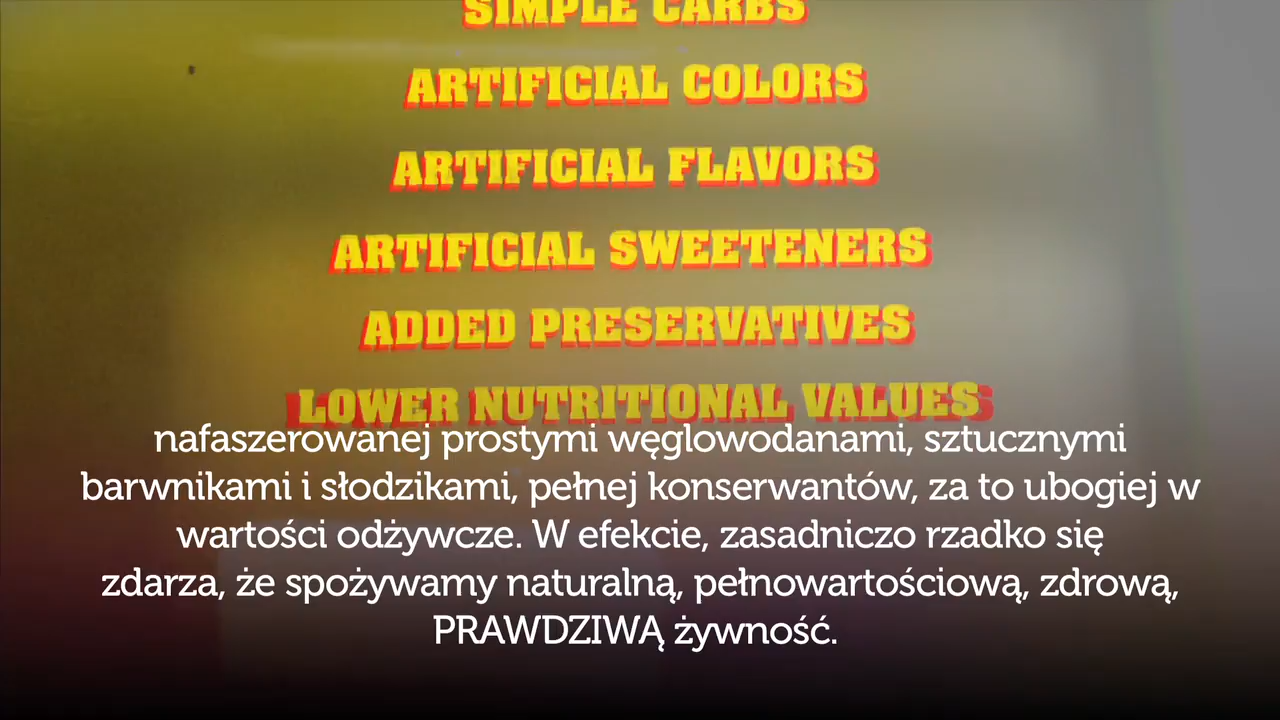 SIMPLE CARBS
ARTIFICIAL COLORS
ARTIFICIAL FLAVORS
ARTIFICIAL SWEETENERS
ADDED PRESERVATIVES
LOWER NUTRITIONAL VALUES
nafaszerowanej prostymi węglowodanami, sztucznymi
barwnikami i słodzikami, pełnej konserwantów, za to ubogiej w
wartości odżywcze. W efekcie, zasadniczo rzadko się
zdarza, że spożywamy naturalną, pełnowartościową, zdrową,
PRAWDZIWĄ żywność.